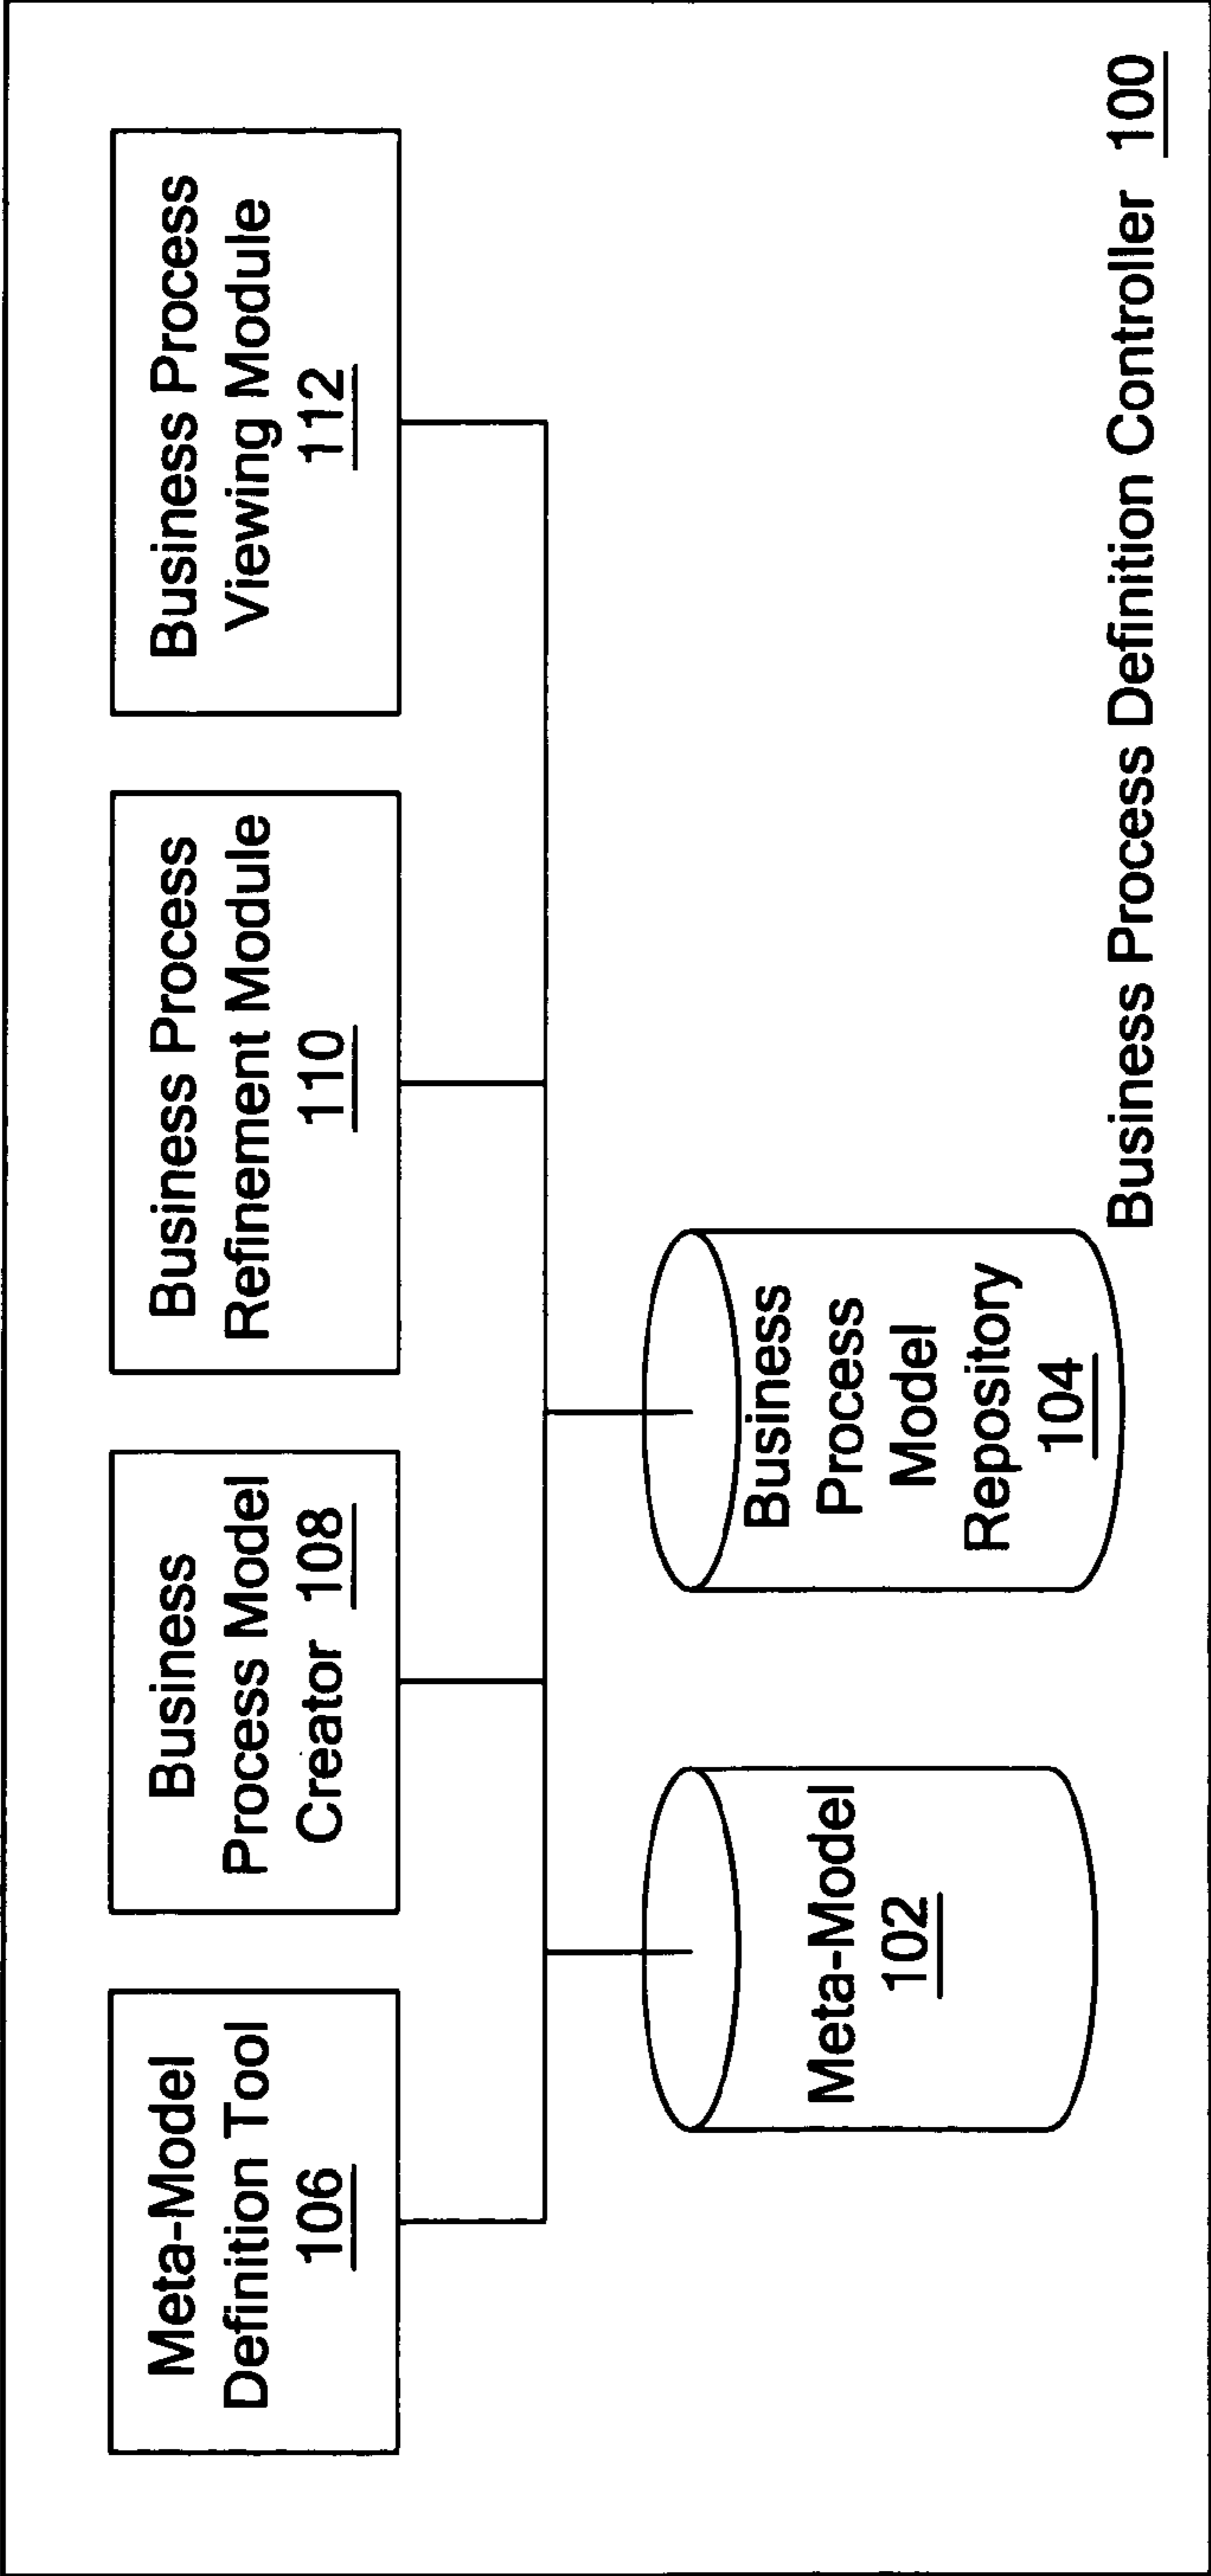 Meta-Model
Definition Tool
106
Business
Process Model
Creator 108
Business Process
Refinement Module
110
Business Process
Viewing Module
112
Meta-Model
102
Business
Process
Model
Repository
104
Business Process Definition Controller 100